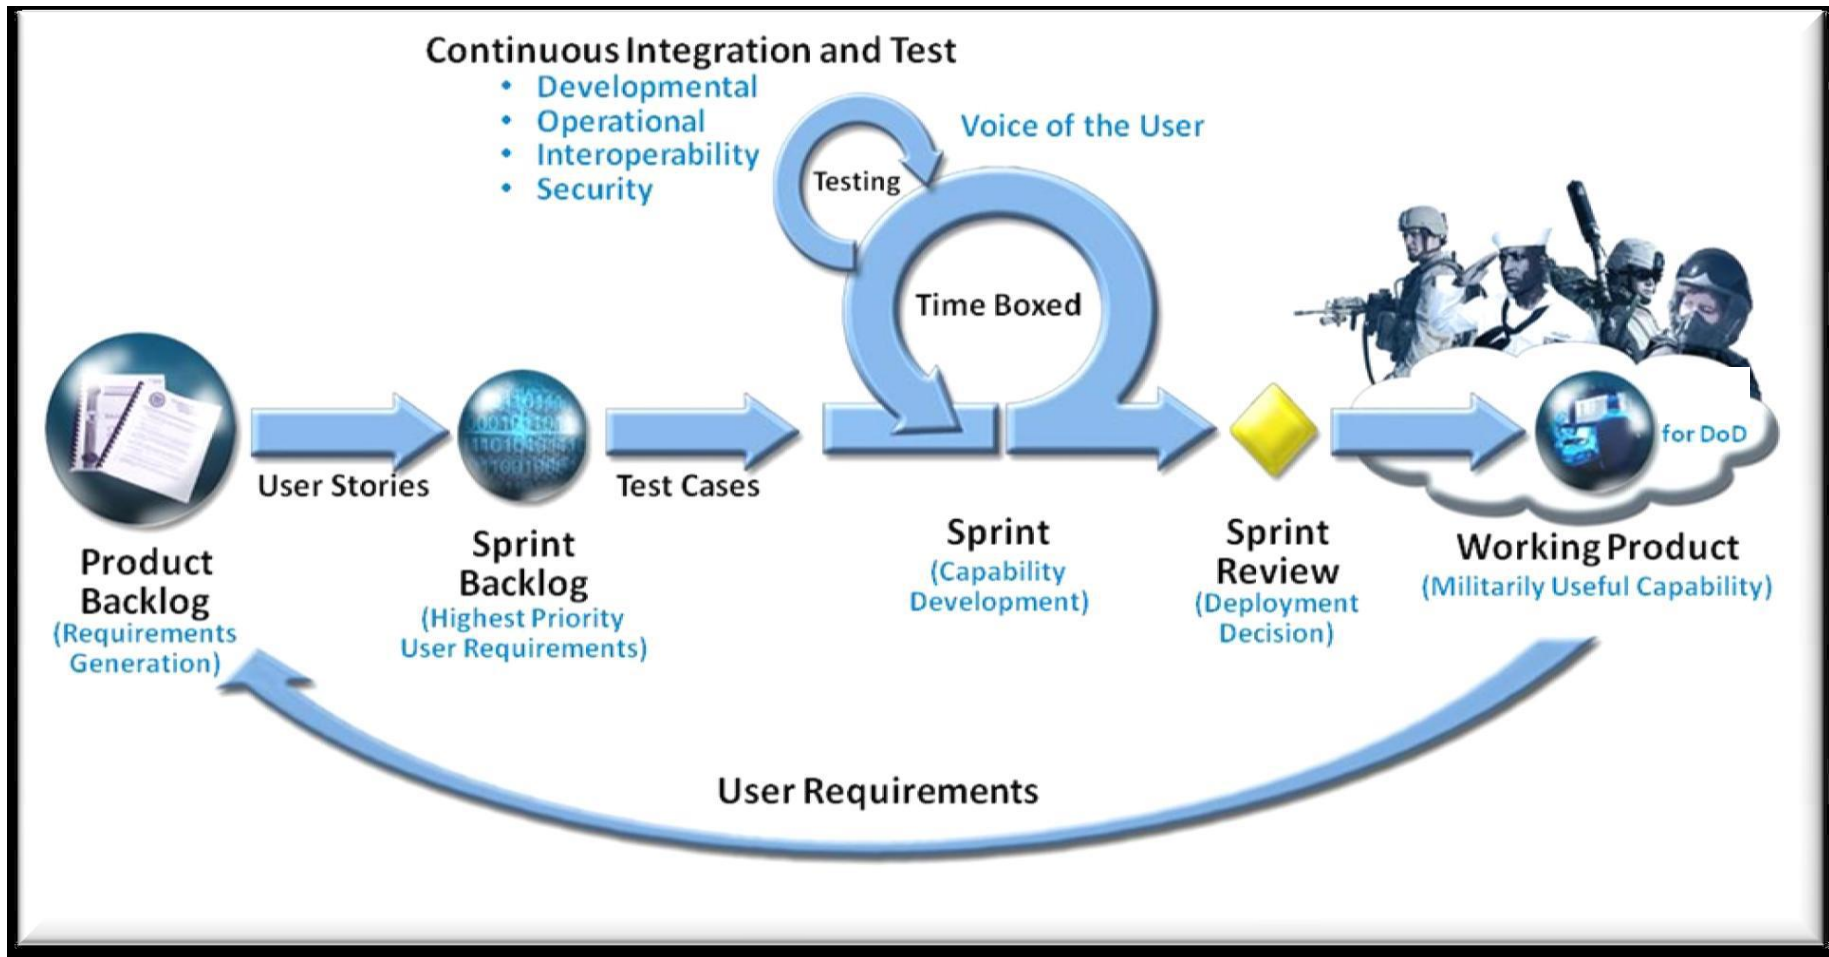 Continuous Integration and Test
• Developmental
• Operational
• Interoperability
• Security
Voice of the User
Testing
Time Boxed
User Stories
Test Cases
for DoD
Product
Backlog
(Requirements
Generation)
Sprint
Backlog
(Highest Priority
User Requirements)
Sprint
(Capability
Development)
Sprint
Review
(Deployment
Decision)
Working Product
(Militarily Useful Capability)
User Requirements